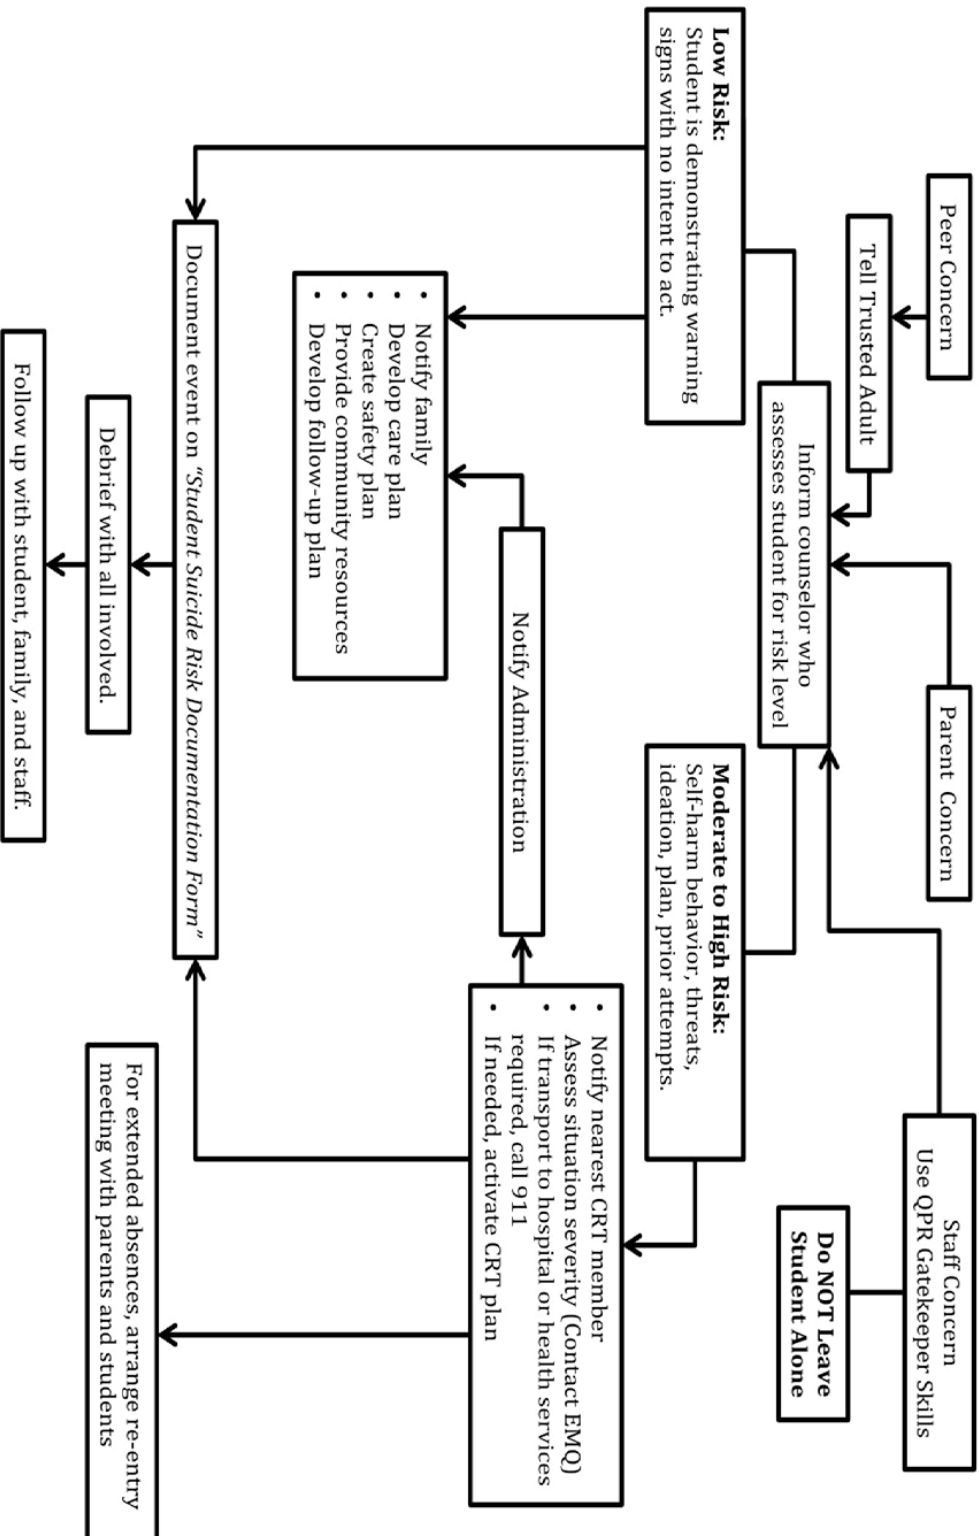 Peer Concern
Parent Concern
Staff Concern
Use QPR Gatekeeper Skills
Tell Trusted Adult
Do NOT Leave
Student Alone
Inform counselor who
assesses student for risk level
Low Risk:
Student is demonstrating warning
signs with no intent to act.
Moderate to High Risk:
Self-harm behavior, threats,
ideation, plan, prior attempts.
• Notify nearest CRT member
• Assess situation severity (Contact EMQ)
• If transport to hospital or health services
required, call 911
• If needed, activate CRT plan
Notify Administration
• Notify family
• Develop care plan
• Create safety plan
• Provide community resources
• Develop follow-up plan
Document event on “Student Suicide Risk Documentation Form”
For extended absences, arrange re-entry
meeting with parents and students
Debrief with all involved.
Follow up with student, family, and staff.